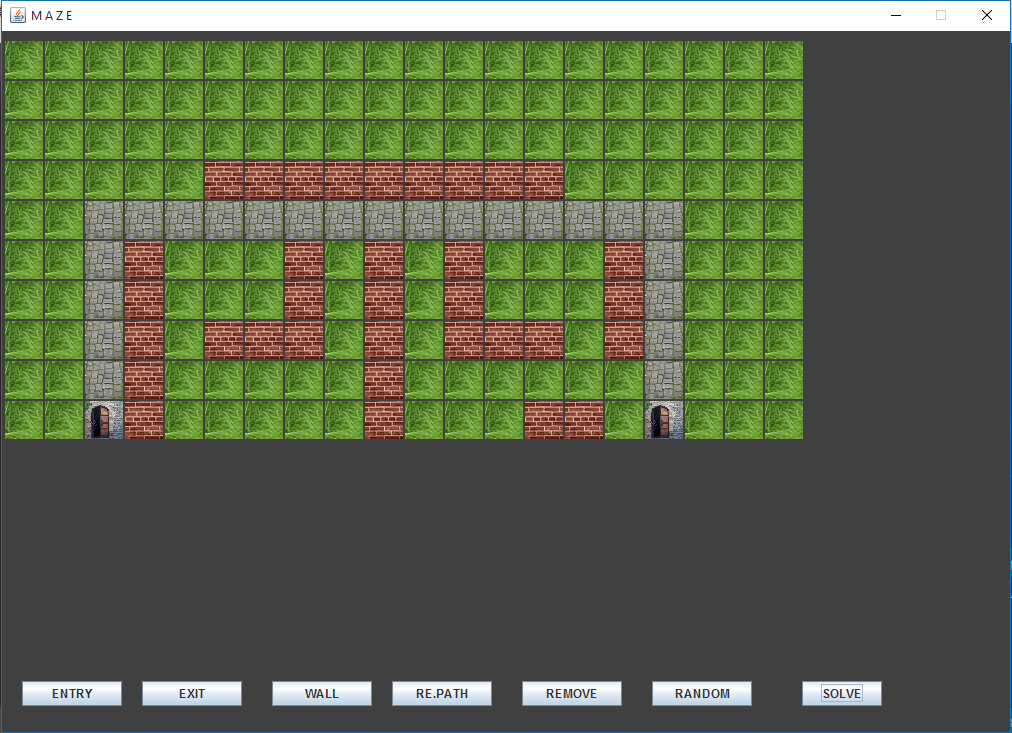 MAZE
ENTRY
EXIT
WALL
RE.PATH
REMOVE
RANDOM
SOLVE